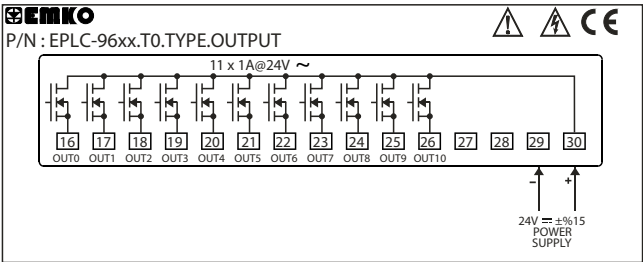 EMKO
CE
P/N : EPLC-96xx.T0.TYPE.OUTPUT
11 x 1A@24V ~
16 17 18 19 20 21 22 23 24 25 26 27 28 29 30
OUT0 OUT1 OUT2 OUT3 OUT4 OUT5 OUT6 OUT7 OUT8 OUT9 OUT10
- +
24V ⎓ ±%15
POWER
SUPPLY